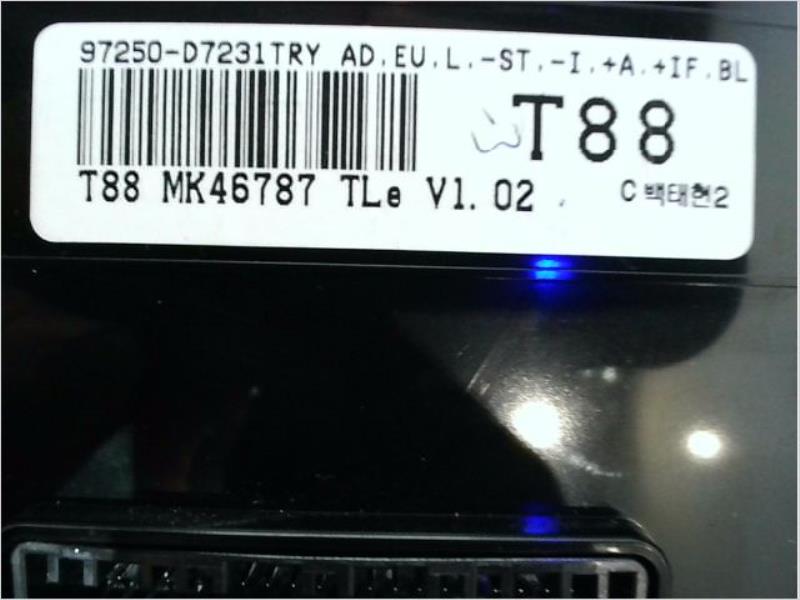 97250-D7231TRY AD.EU.L.-ST.-I.+A.+IF.BL
T88
T88 MK46787 TLe V1.02
C 백태현2